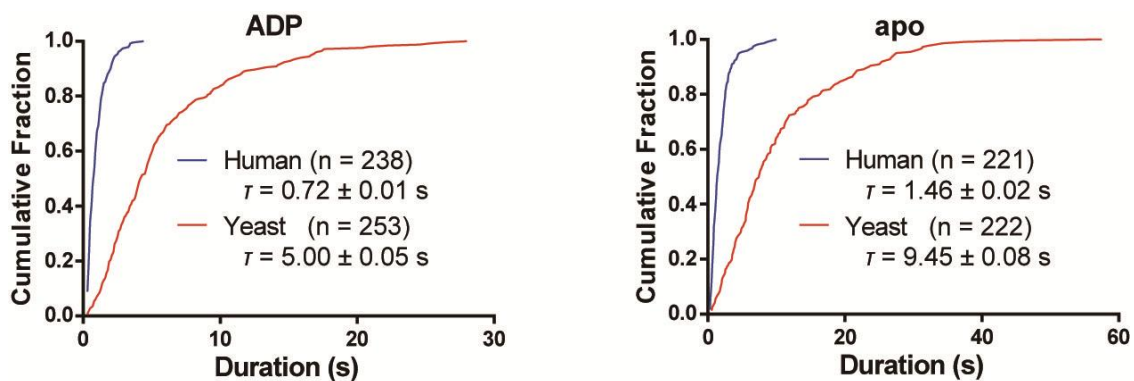 ADP
Cumulative Fraction
1.0
0.8
0.6
0.4
0.2
0.0
Human (n = 238)
τ = 0.72 ± 0.01 s
Yeast (n = 253)
τ = 5.00 ± 0.05 s
0 10 20 30
Duration (s)
apo
Cumulative Fraction
1.0
0.8
0.6
0.4
0.2
0.0
Human (n = 221)
τ = 1.46 ± 0.02 s
Yeast (n = 222)
τ = 9.45 ± 0.08 s
0 20 40 60
Duration (s)